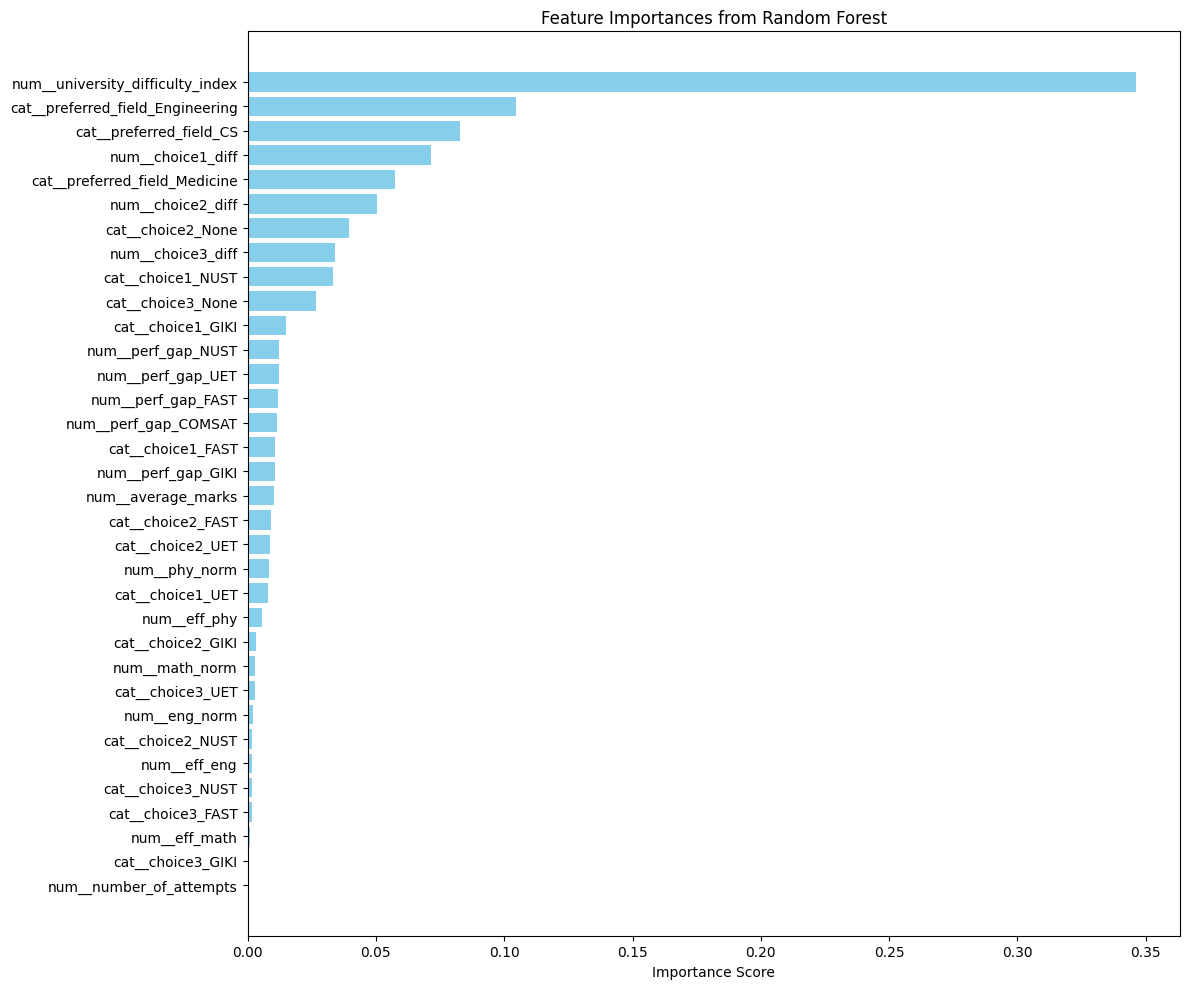 Feature Importances from Random Forest
num__university_difficulty_index
cat__preferred_field_Engineering
cat__preferred_field_CS
num__choice1_diff
cat__preferred_field_Medicine
num__choice2_diff
cat__choice2_None
num__choice3_diff
cat__choice1_NUST
cat__choice3_None
cat__choice1_GIKI
num__perf_gap_NUST
num__perf_gap_UET
num__perf_gap_FAST
num__perf_gap_COMSAT
cat__choice1_FAST
num__perf_gap_GIKI
num__average_marks
cat__choice2_FAST
cat__choice2_UET
num__phy_norm
cat__choice1_UET
num__eff_phy
cat__choice2_GIKI
num__math_norm
cat__choice3_UET
num__eng_norm
cat__choice2_NUST
num__eff_eng
cat__choice3_NUST
cat__choice3_FAST
num__eff_math
cat__choice3_GIKI
num__number_of_attempts
0.00 0.05 0.10 0.15 0.20 0.25 0.30 0.35
Importance Score